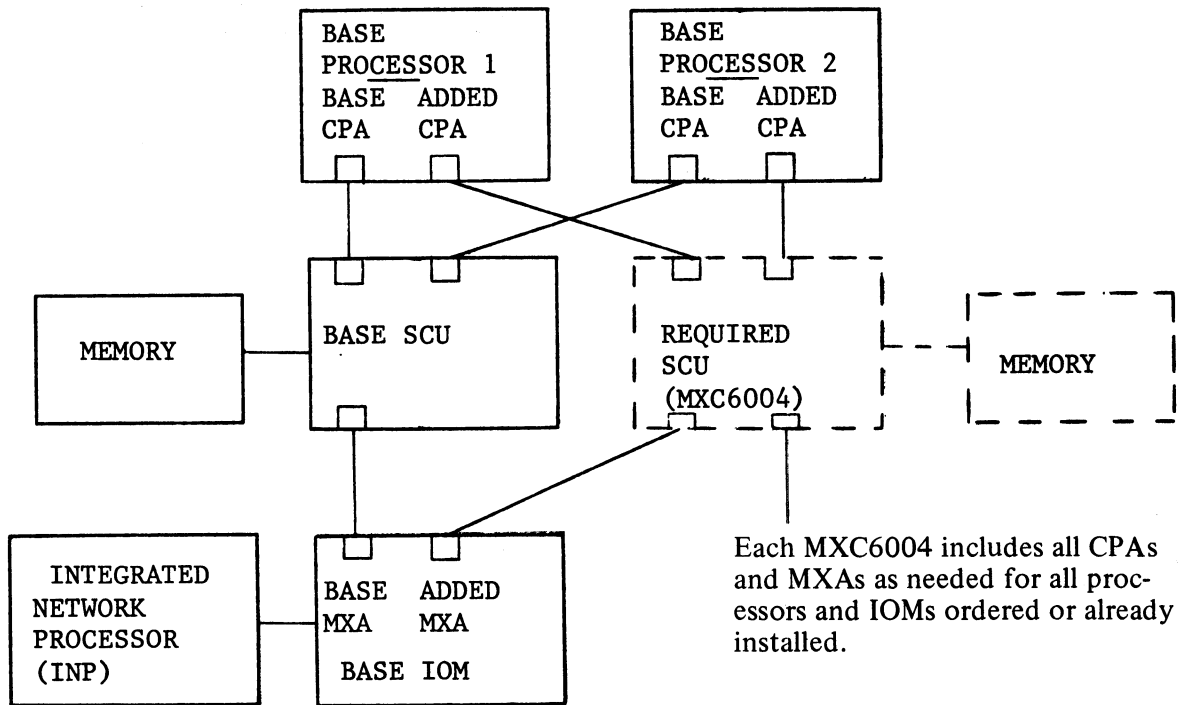 BASE
PROCESSOR 1
BASE ADDED
CPA CPA
BASE
PROCESSOR 2
BASE ADDED
CPA CPA
MEMORY
BASE SCU
REQUIRED
SCU
(MXC6004)
MEMORY
INTEGRATED
NETWORK
PROCESSOR
(INP)
BASE ADDED
MXA MXA
BASE IOM
Each MXC6004 includes all CPAs
and MXAs as needed for all proc-
essors and IOMs ordered or already
installed.